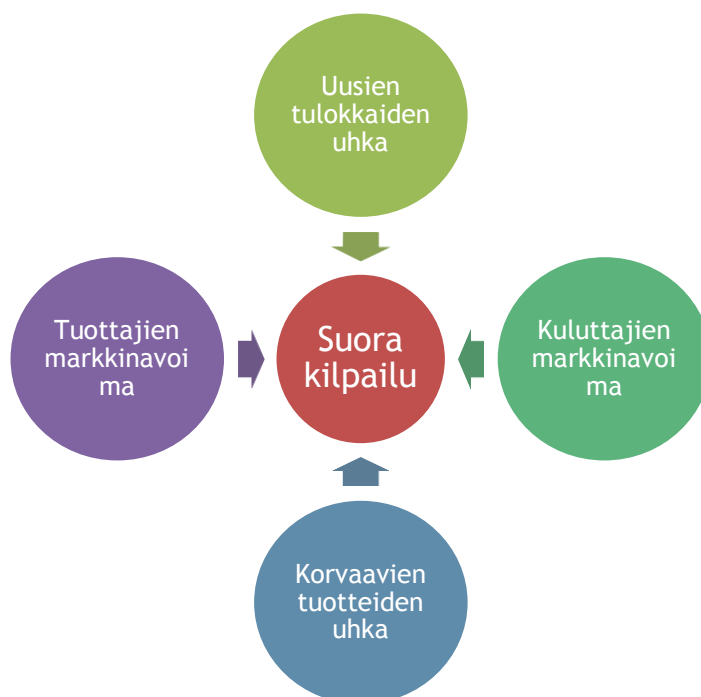 Uusien
tulokkaiden
uhka
Tuottajien
markkinavoi
ma
Suora
kilpailu
Kuluttajien
markkinavoi
ma
Korvaavien
tuotteiden
uhka